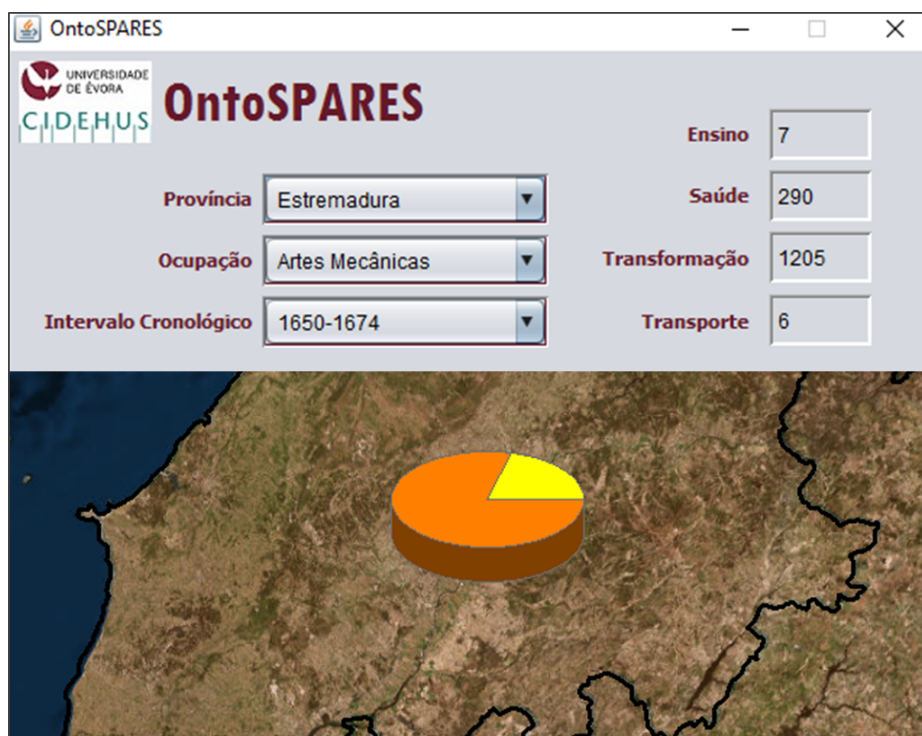 OntoSPARES
UNIVERSIDADE
DE ÉVORA
CIDEHUS
OntoSPARES
Província Estremadura
Ocupação Artes Mecânicas
Intervalo Cronológico 1650-1674
Ensino 7
Saúde 290
Transformação 1205
Transporte 6